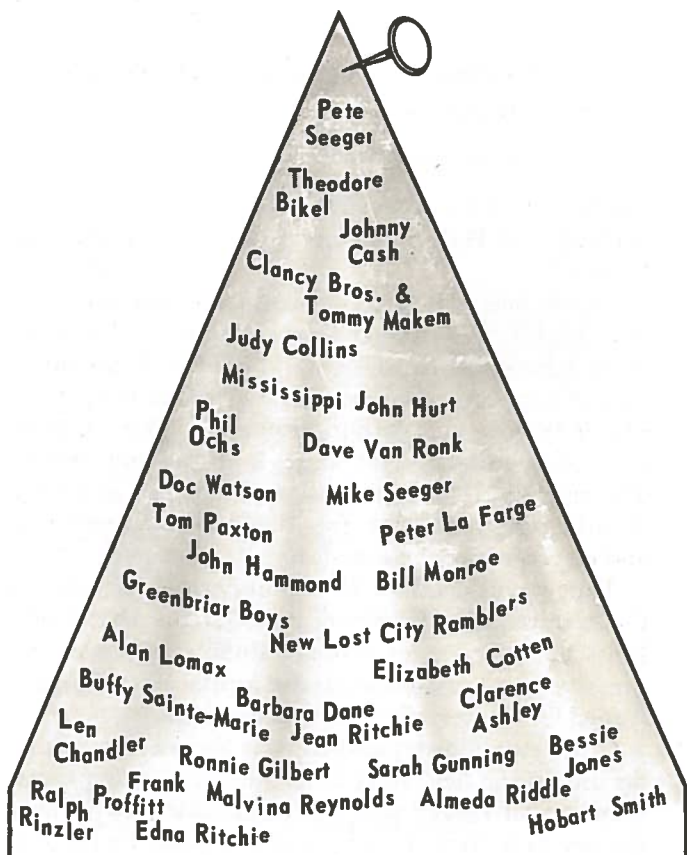 Pete
Seeger
Theodore
Bikel
Johnny
Cash
Clancy Bros. &
Tommy Makem
Judy Collins
Mississippi John Hurt
Phil
Ochs
Dave Van Ronk
Doc Watson
Mike Seeger
Tom Paxton
Peter La Farge
John Hammond
Bill Monroe
Greenbriar Boys
New Lost City Ramblers
Alan Lomax
Elizabeth Cotten
Buffy Sainte-Marie
Barbara Dane
Jean Ritchie
Clarence
Ashley
Len
Chandler
Ronnie Gilbert
Sarah Gunning
Bessie
Jones
Ralph
Rinzler
Frank
Proffitt
Malvina Reynolds
Almeda Riddle
Edna Ritchie
Hobart Smith